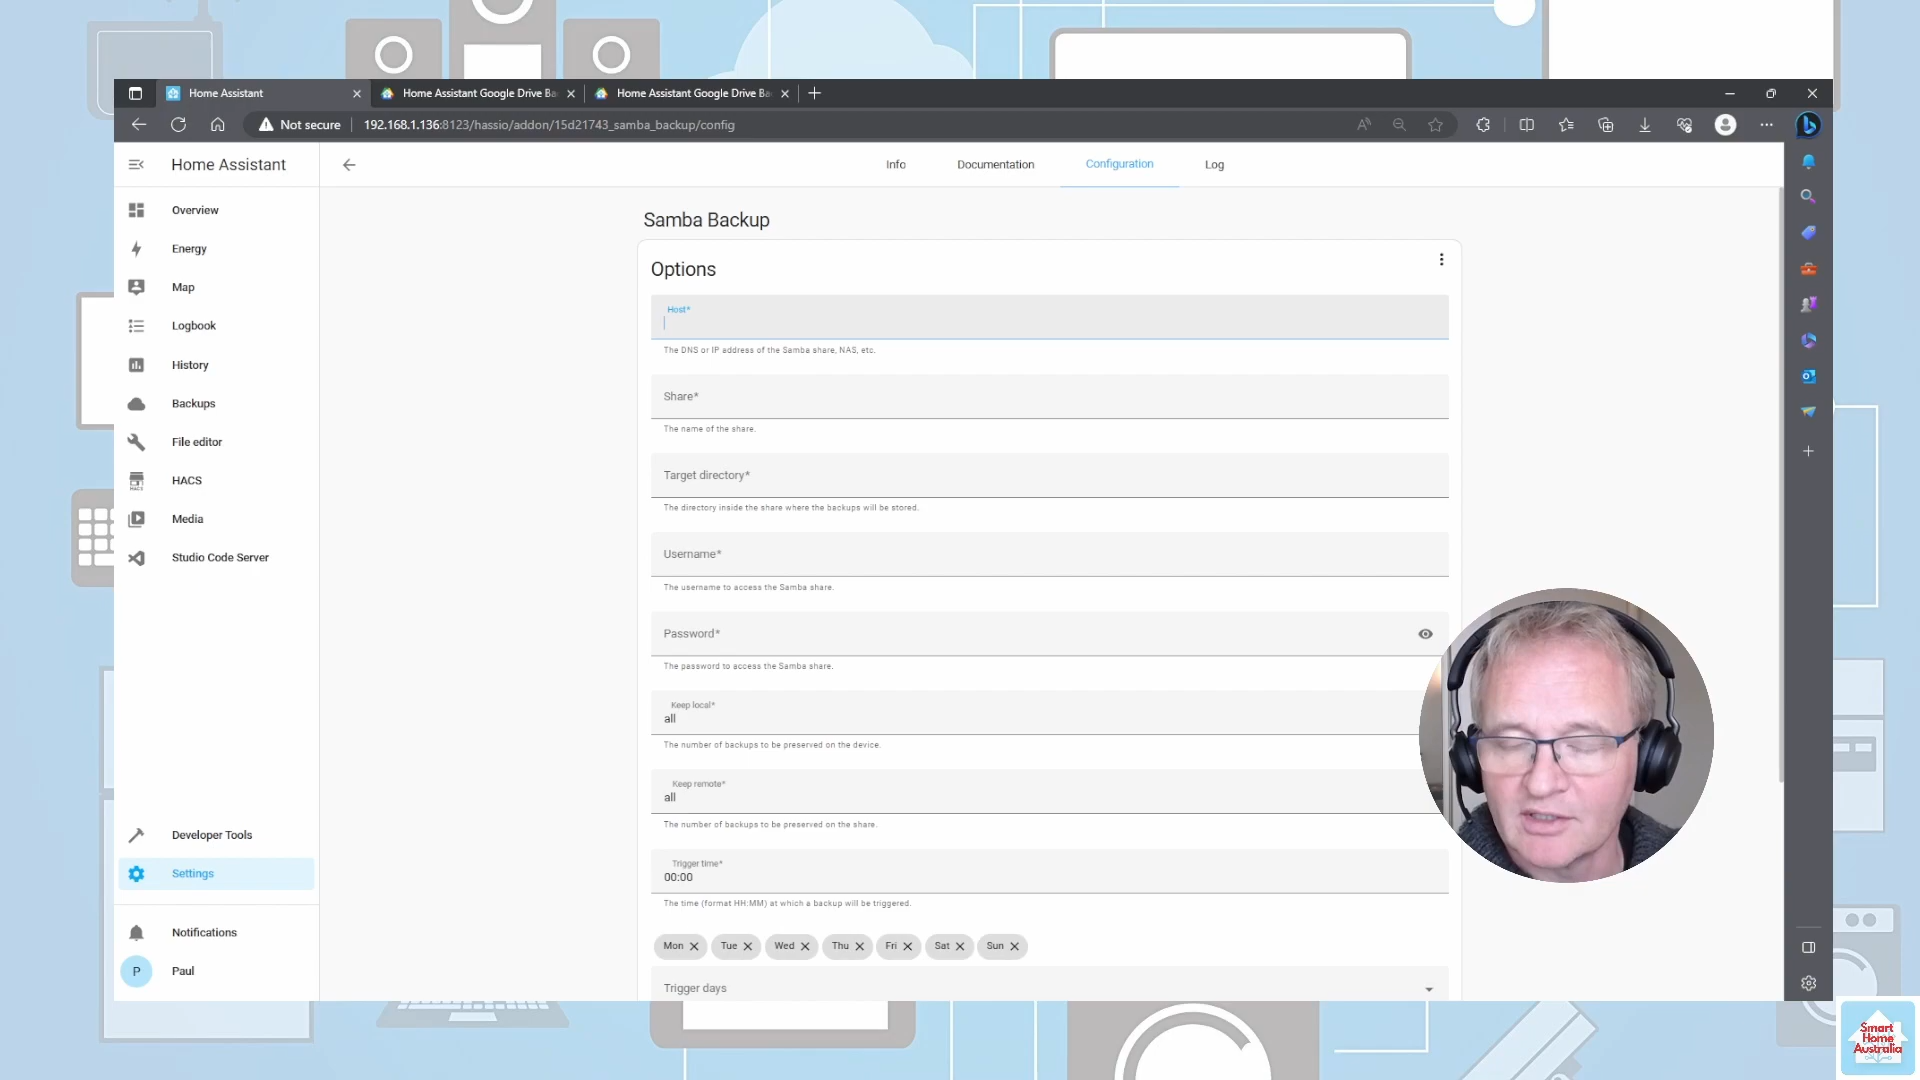 Home Assistant
Home Assistant Google Drive Ba
Home Assistant Google Drive Ba
Not secure
192.168.1.136:8123/hassio/addon/15d21743_samba_backup/config
Home Assistant
Info
Documentation
Configuration
Log
Overview
Energy
Map
Logbook
History
Backups
File editor
HACS
Media
Studio Code Server
Developer Tools
Settings
Notifications
P
Paul
Samba Backup
Options
Host*
The DNS or IP address of the Samba share, NAS, etc.
Share*
The name of the share.
Target directory*
The directory inside the share where the backups will be stored.
Username*
The username to access the Samba share.
Password*
The password to access the Samba share.
Keep local*
all
The number of backups to be preserved on the device.
Keep remote*
all
The number of backups to be preserved on the share.
Trigger time*
00:00
The time (format HH:MM) at which a backup will be triggered.
Mon Tue Wed Thu Fri Sat Sun
Trigger days
Smart
Home
Australia